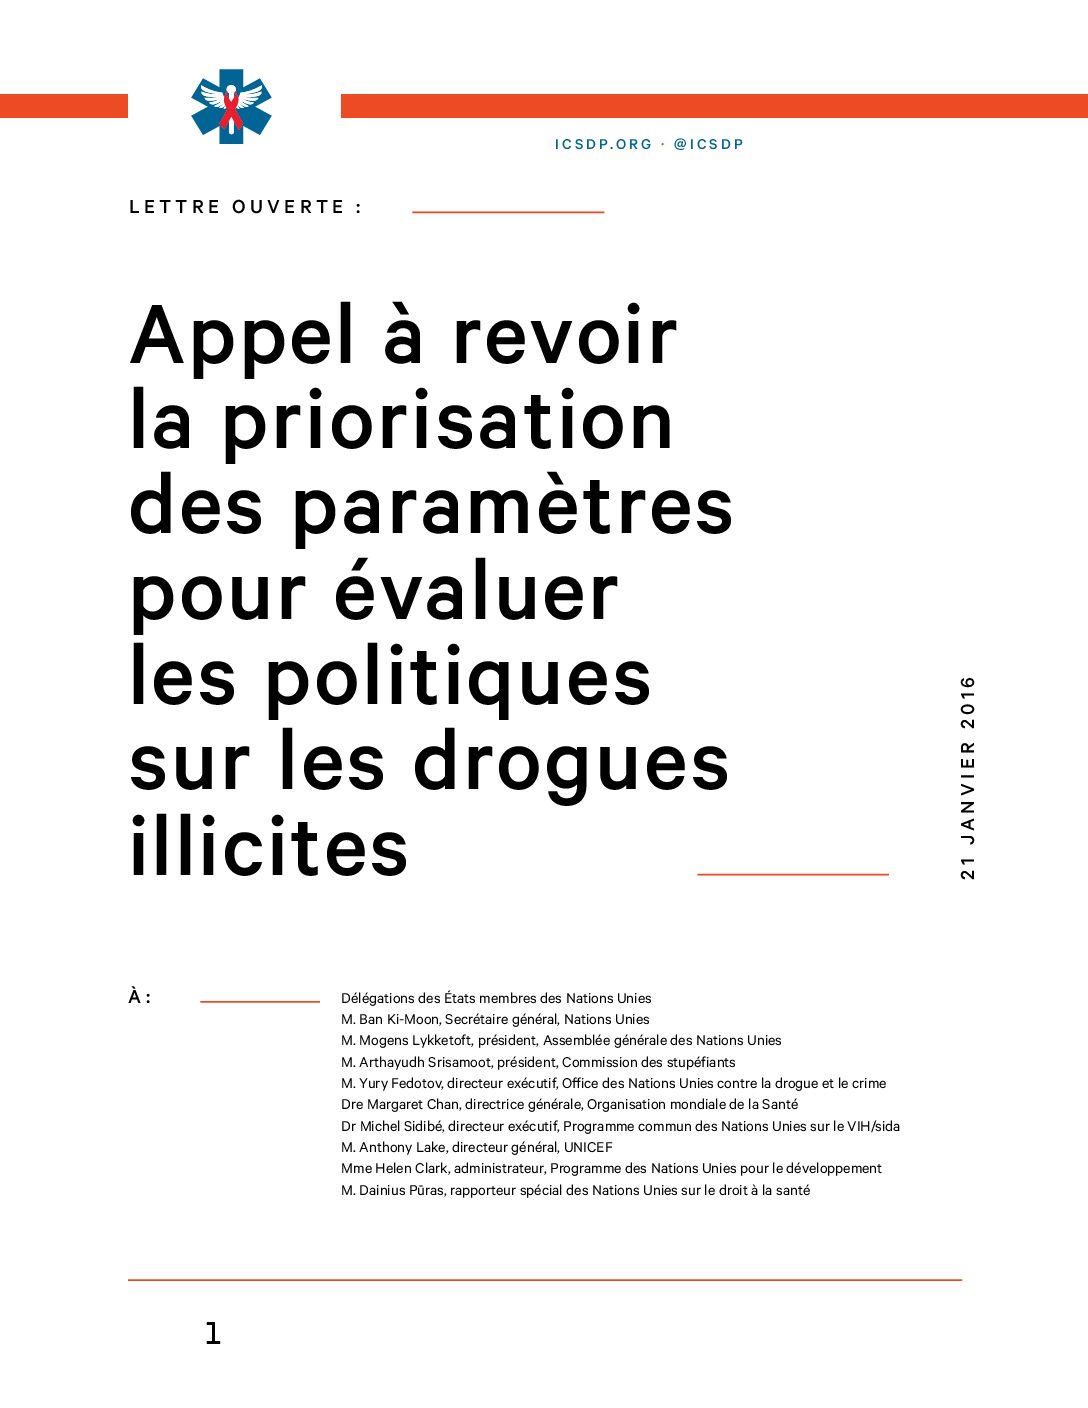 ICSDP.ORG · @ICSDP
LETTRE OUVERTE :
Appel à revoir
la priorisation
des paramètres
pour évaluer
les politiques
sur les drogues
illicites
21 JANVIER 2016
À :
Délégations des États membres des Nations Unies
M. Ban Ki-Moon, Secrétaire général, Nations Unies
M. Mogens Lykketoft, président, Assemblée générale des Nations Unies
M. Arthayudh Srisamoot, président, Commission des stupéfiants
M. Yury Fedotov, directeur exécutif, Office des Nations Unies contre la drogue et le crime
Dre Margaret Chan, directrice générale, Organisation mondiale de la Santé
Dr Michel Sidibé, directeur exécutif, Programme commun des Nations Unies sur le VIH/sida
M. Anthony Lake, directeur général, UNICEF
Mme Helen Clark, administrateur, Programme des Nations Unies pour le développement
M. Dainius Pūras, rapporteur spécial des Nations Unies sur le droit à la santé
1